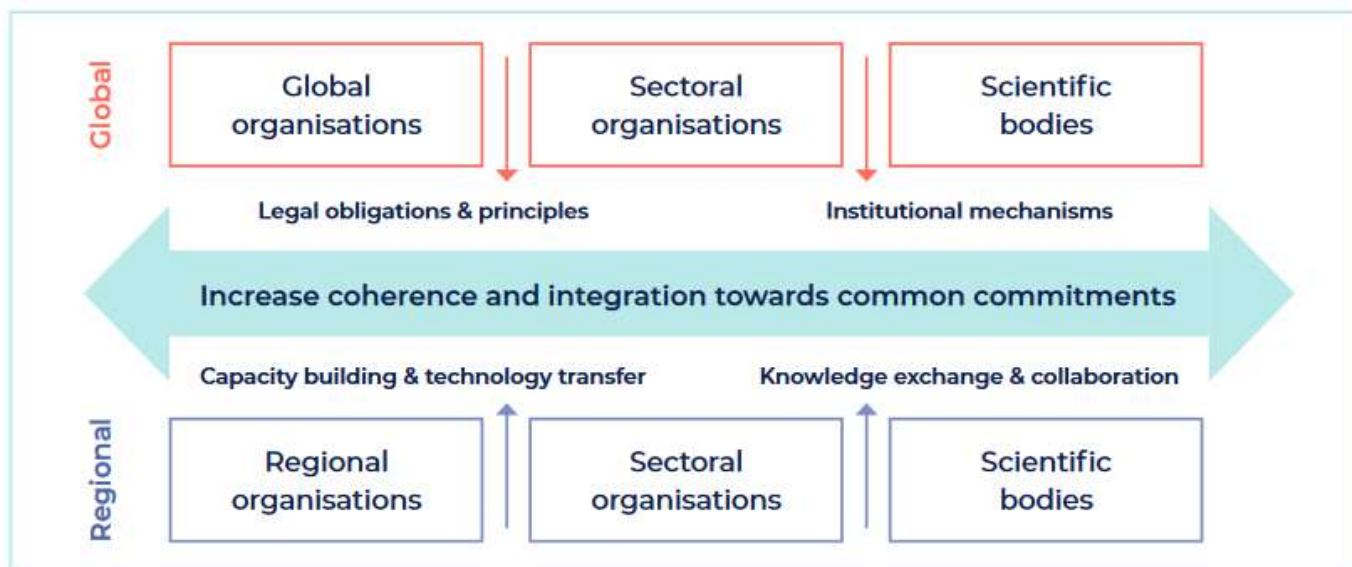 Global
Global
organisations
Sectoral
organisations
Scientific
bodies
Legal obligations & principles
Institutional mechanisms
Increase coherence and integration towards common commitments
Capacity building & technology transfer
Knowledge exchange & collaboration
Regional
Regional
organisations
Sectoral
organisations
Scientific
bodies